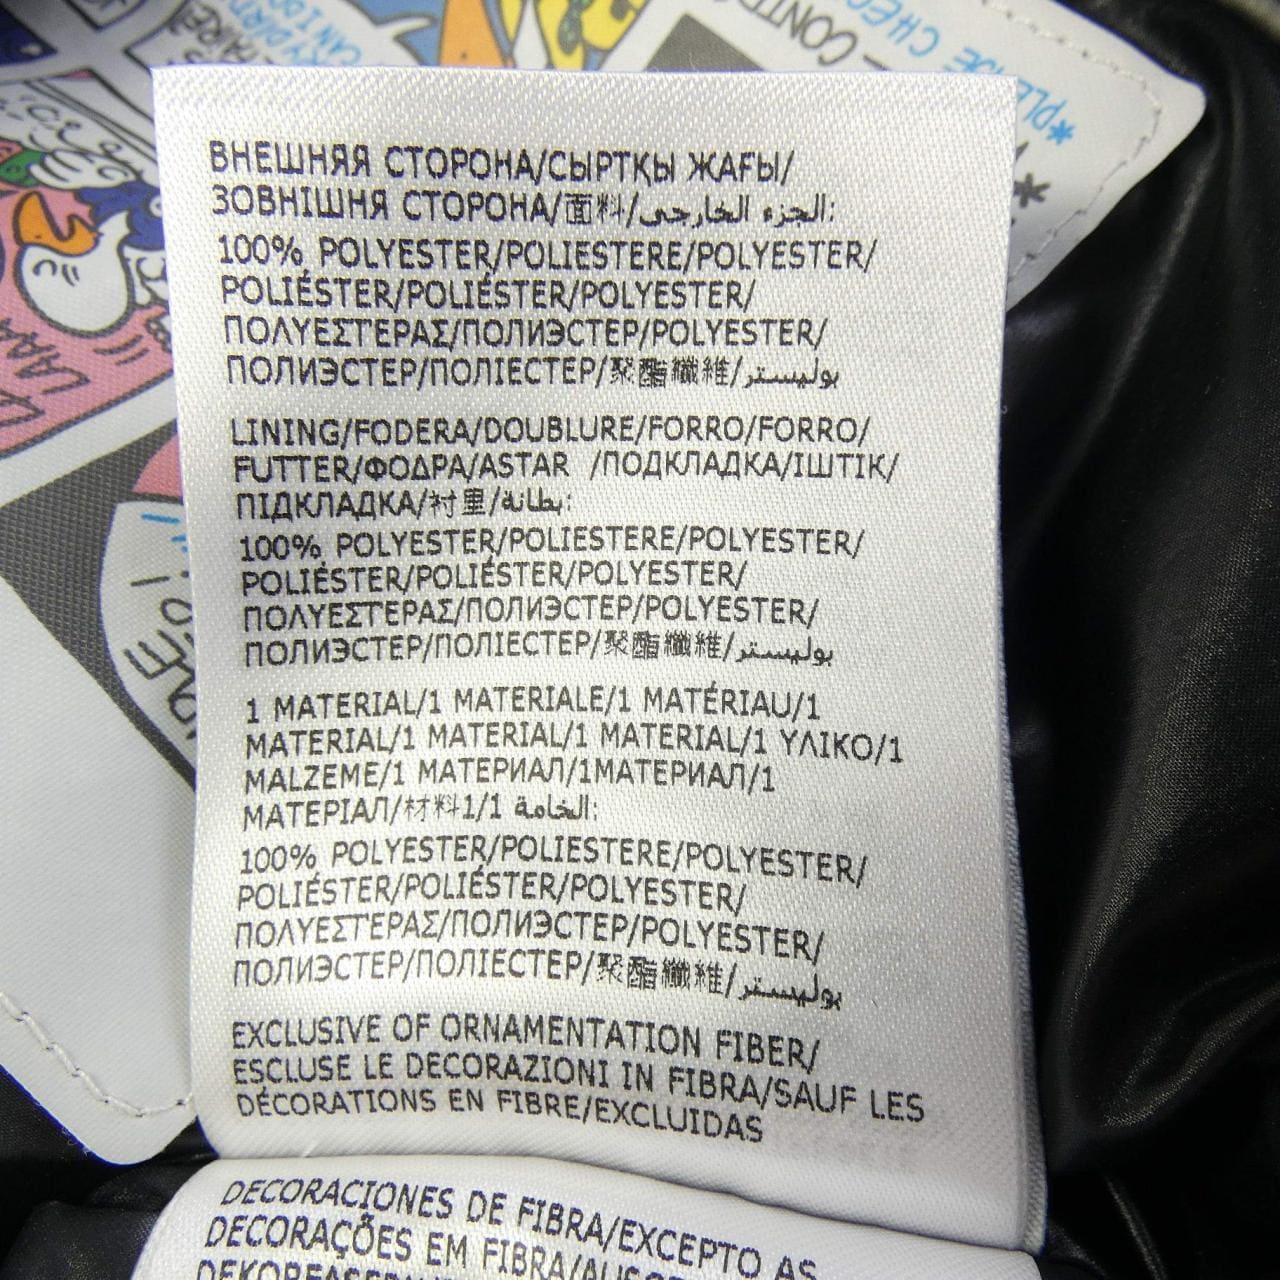 ВНЕШНЯЯ СТОРОНА/СЫРТҚЫ ЖАҒЫ/
ЗОВНІШНЯ СТОРОНА/面料/الجزء الخارجي:
100% POLYESTER/POLIESTERE/POLYESTER/
POLIÉSTER/POLIÉSTER/POLYESTER/
ΠΟΛΥΕΣΤΕΡΑΣ/ПОЛИЭСТЕР/POLYESTER/
ПОЛИЭСТЕР/ПОЛІЕСТЕР/聚酯纖維/بوليستر
LINING/FODERA/DOUBLURE/FORRO/FORRO/
FUTTER/ΦΟΔΡΑ/ASTAR /ПОДКЛАДКА/ІШТІК/
ПІДКЛАДКА/衬里/بطانة:
100% POLYESTER/POLIESTERE/POLYESTER/
POLIÉSTER/POLIÉSTER/POLYESTER/
ΠΟΛΥΕΣΤΕΡΑΣ/ПОЛИЭСТЕР/POLYESTER/
ПОЛИЭСТЕР/ПОЛІЕСТЕР/聚酯纖維/بوليستر
1 MATERIAL/1 MATERIALE/1 MATÉRIAU/1
MATERIAL/1 MATERIAL/1 MATERIAL/1 ΥΛΙΚΟ/1
MALZEME/1 МАТЕРИАЛ/1МАТЕРИАЛ/1
МАТЕРІАЛ/材料1/1 الخامة:
100% POLYESTER/POLIESTERE/POLYESTER/
POLIÉSTER/POLIÉSTER/POLYESTER/
ΠΟΛΥΕΣΤΕΡΑΣ/ПОЛИЭСТЕР/POLYESTER/
ПОЛИЭСТЕР/ПОЛІЕСТЕР/聚酯纖維/بوليستر
EXCLUSIVE OF ORNAMENTATION FIBER/
ESCLUSE LE DECORAZIONI IN FIBRA/SAUF LES
DÉCORATIONS EN FIBRE/EXCLUIDAS
DECORACIONES DE FIBRA/EXCEPTO AS
DECORAÇÕES EM FIBRA/